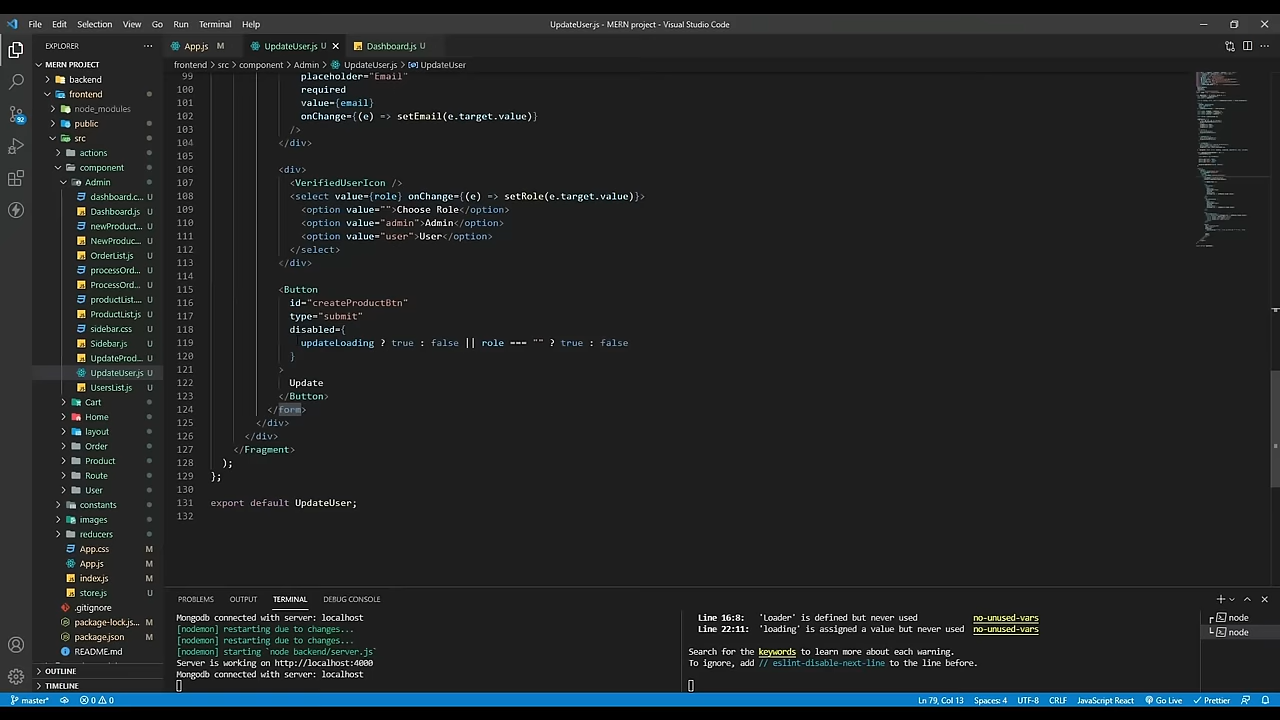 File Edit Selection View Go Run Terminal Help
UpdateUser.js - MERN project - Visual Studio Code
EXPLORER
App.js M
UpdateUser.js U
Dashboard.js U
MERN PROJECT
backend
frontend
node_modules
public
src
actions
component
Admin
dashboard.c... U
Dashboard.js U
newProduc... U
NewProduc... U
OrderList.js U
processOrd... U
ProcessOrd... U
productList.... U
ProductList.js U
sidebar.css U
Sidebar.js U
UpdateProd... U
UpdateUser.js U
UsersList.js U
Cart
Home
layout
Order
Product
Route
User
constants
images
reducers
App.css M
App.js M
index.js M
store.js U
.gitignore
package-lock.js... M
package.json M
README.md
OUTLINE
TIMELINE
92
frontend > src > component > Admin > UpdateUser.js > UpdateUser
99 placeholder="Email"
100 required
101 value={email}
102 onChange={(e) => setEmail(e.target.value)}
103 />
104 </div>
105
106 <div>
107 <VerifiedUserIcon />
108 <select value={role} onChange={(e) => setRole(e.target.value)}>
109 <option value="">Choose Role</option>
110 <option value="admin">Admin</option>
111 <option value="user">User</option>
112 </select>
113 </div>
114
115 <Button
116 id="createProductBtn"
117 type="submit"
118 disabled={
119 updateLoading ? true : false || role === "" ? true : false
120 }
121 >
122 Update
123 </Button>
124 </form>
125 </div>
126 </div>
127 </Fragment>
128 );
129 };
130
131 export default UpdateUser;
132
PROBLEMS OUTPUT TERMINAL DEBUG CONSOLE
Mongodb connected with server: localhost
[nodemon] restarting due to changes...
[nodemon] restarting due to changes...
[nodemon] starting `node backend/server.js`
Server is working on http://localhost:4000
Mongodb connected with server: localhost
Line 16:8: 'Loader' is defined but never used no-unused-vars
Line 22:11: 'loading' is assigned a value but never used no-unused-vars
Search for the keywords to learn more about each warning.
To ignore, add // eslint-disable-next-line to the line before.
node
node
master* 0 0
Ln 79, Col 13 Spaces: 4 UTF-8 CRLF JavaScript React Go Live Prettier